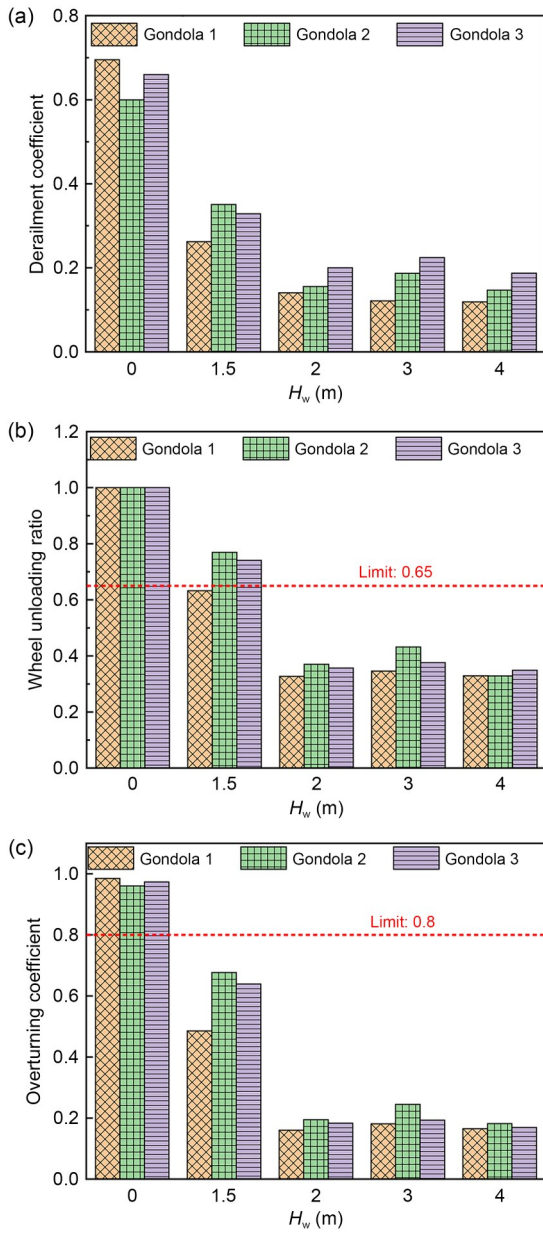 (a)
Gondola 1 Gondola 2 Gondola 3
Derailment coefficient
0.8
0.6
0.4
0.2
0.0
0 1.5 2 3 4
Hw (m)
(b)
Gondola 1 Gondola 2 Gondola 3
Wheel unloading ratio
1.2
1.0
0.8
0.6
0.4
0.2
0.0
Limit: 0.65
0 1.5 2 3 4
Hw (m)
(c)
Gondola 1 Gondola 2 Gondola 3
Overturning coefficient
1.0
0.8
0.6
0.4
0.2
0.0
Limit: 0.8
0 1.5 2 3 4
Hw (m)